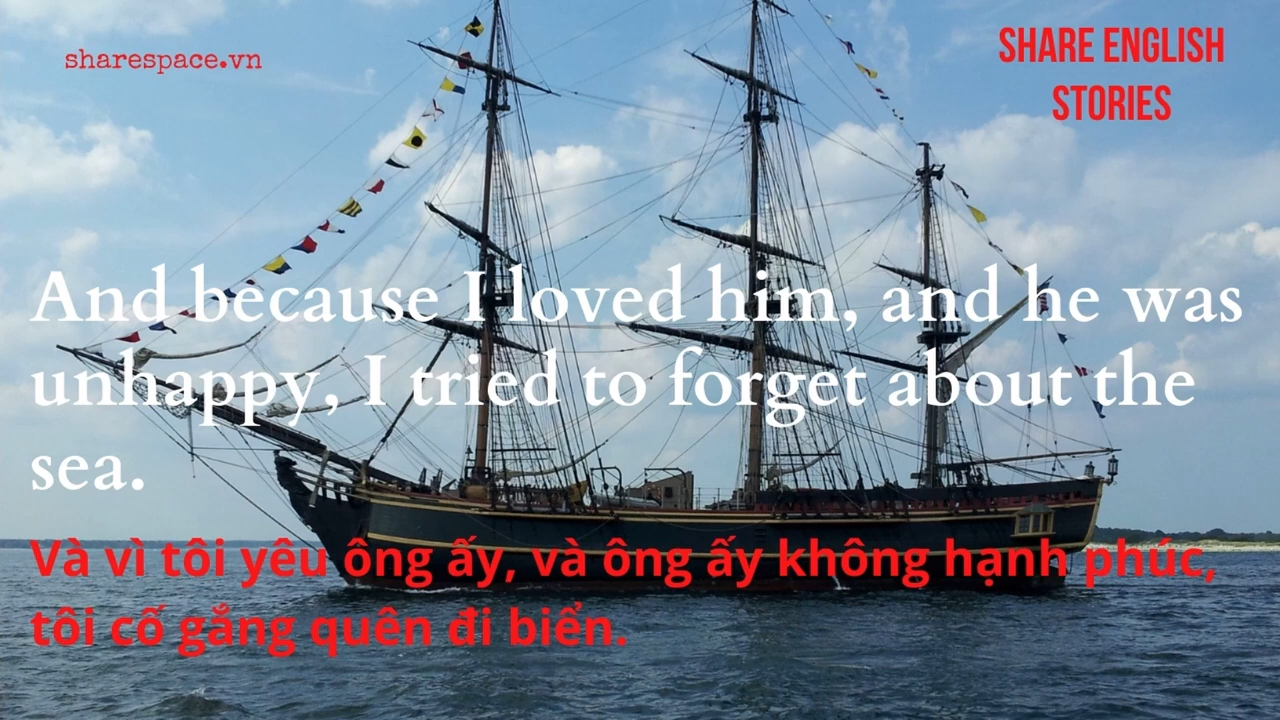 sharespace.vn
SHARE ENGLISH
STORIES
And because I loved him, and he was
unhappy, I tried to forget about the
sea.
Và vì tôi yêu ông ấy, và ông ấy không hạnh phúc,
tôi cố gắng quên đi biển.